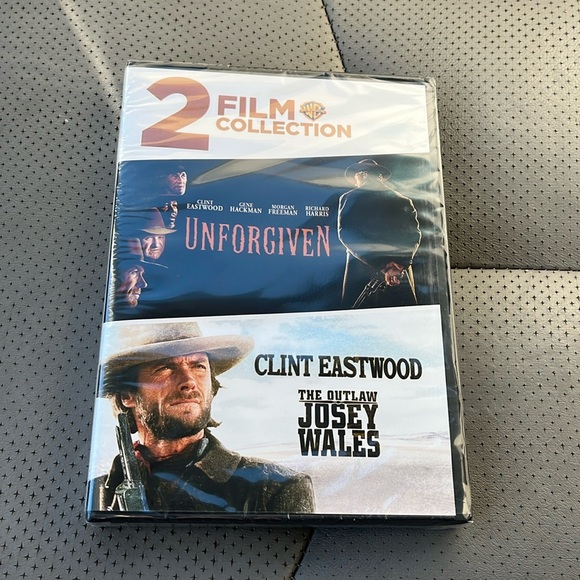 2 FILM
COLLECTION
CLINT EASTWOOD GENE HACKMAN MORGAN FREEMAN RICHARD HARRIS
UNFORGIVEN
CLINT EASTWOOD
THE OUTLAW
JOSEY
WALES